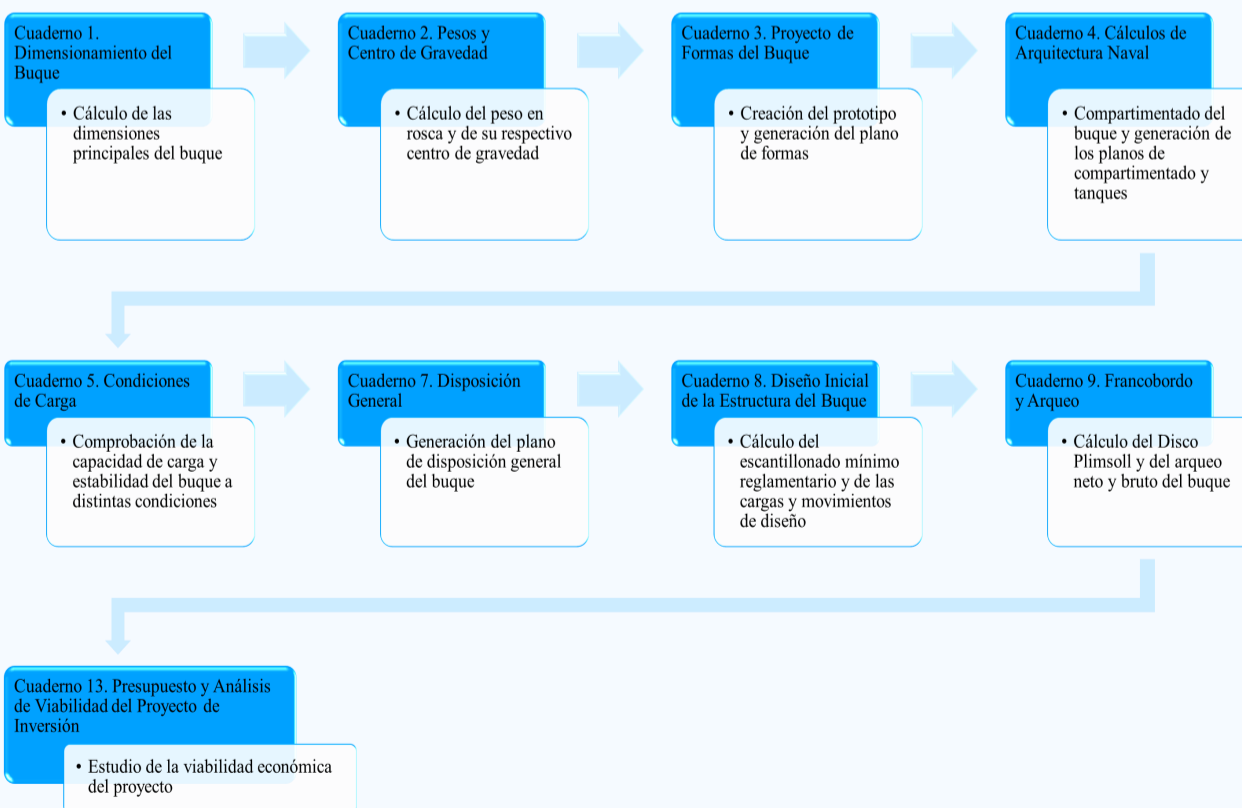 Cuaderno 1.
Dimensionamiento del
Buque
• Cálculo de las
dimensiones
principales del buque
Cuaderno 2. Pesos y
Centro de Gravedad
• Cálculo del peso en
rosca y de su respectivo
centro de gravedad
Cuaderno 3. Proyecto de
Formas del Buque
• Creación del prototipo
y generación del plano
de formas
Cuaderno 4. Cálculos de
Arquitectura Naval
• Compartimentado del
buque y generación de
los planos de
compartimentado y
tanques
Cuaderno 5. Condiciones
de Carga
• Comprobación de la
capacidad de carga y
estabilidad del buque a
distintas condiciones
Cuaderno 7. Disposición
General
• Generación del plano
de disposición general
del buque
Cuaderno 8. Diseño Inicial
de la Estructura del Buque
• Cálculo del
escantillonado mínimo
reglamentario y de las
cargas y movimientos
de diseño
Cuaderno 9. Francobordo
y Arqueo
• Cálculo del Disco
Plimsoll y del arqueo
neto y bruto del buque
Cuaderno 13. Presupuesto y Análisis
de Viabilidad del Proyecto de
Inversión
• Estudio de la viabilidad económica
del proyecto